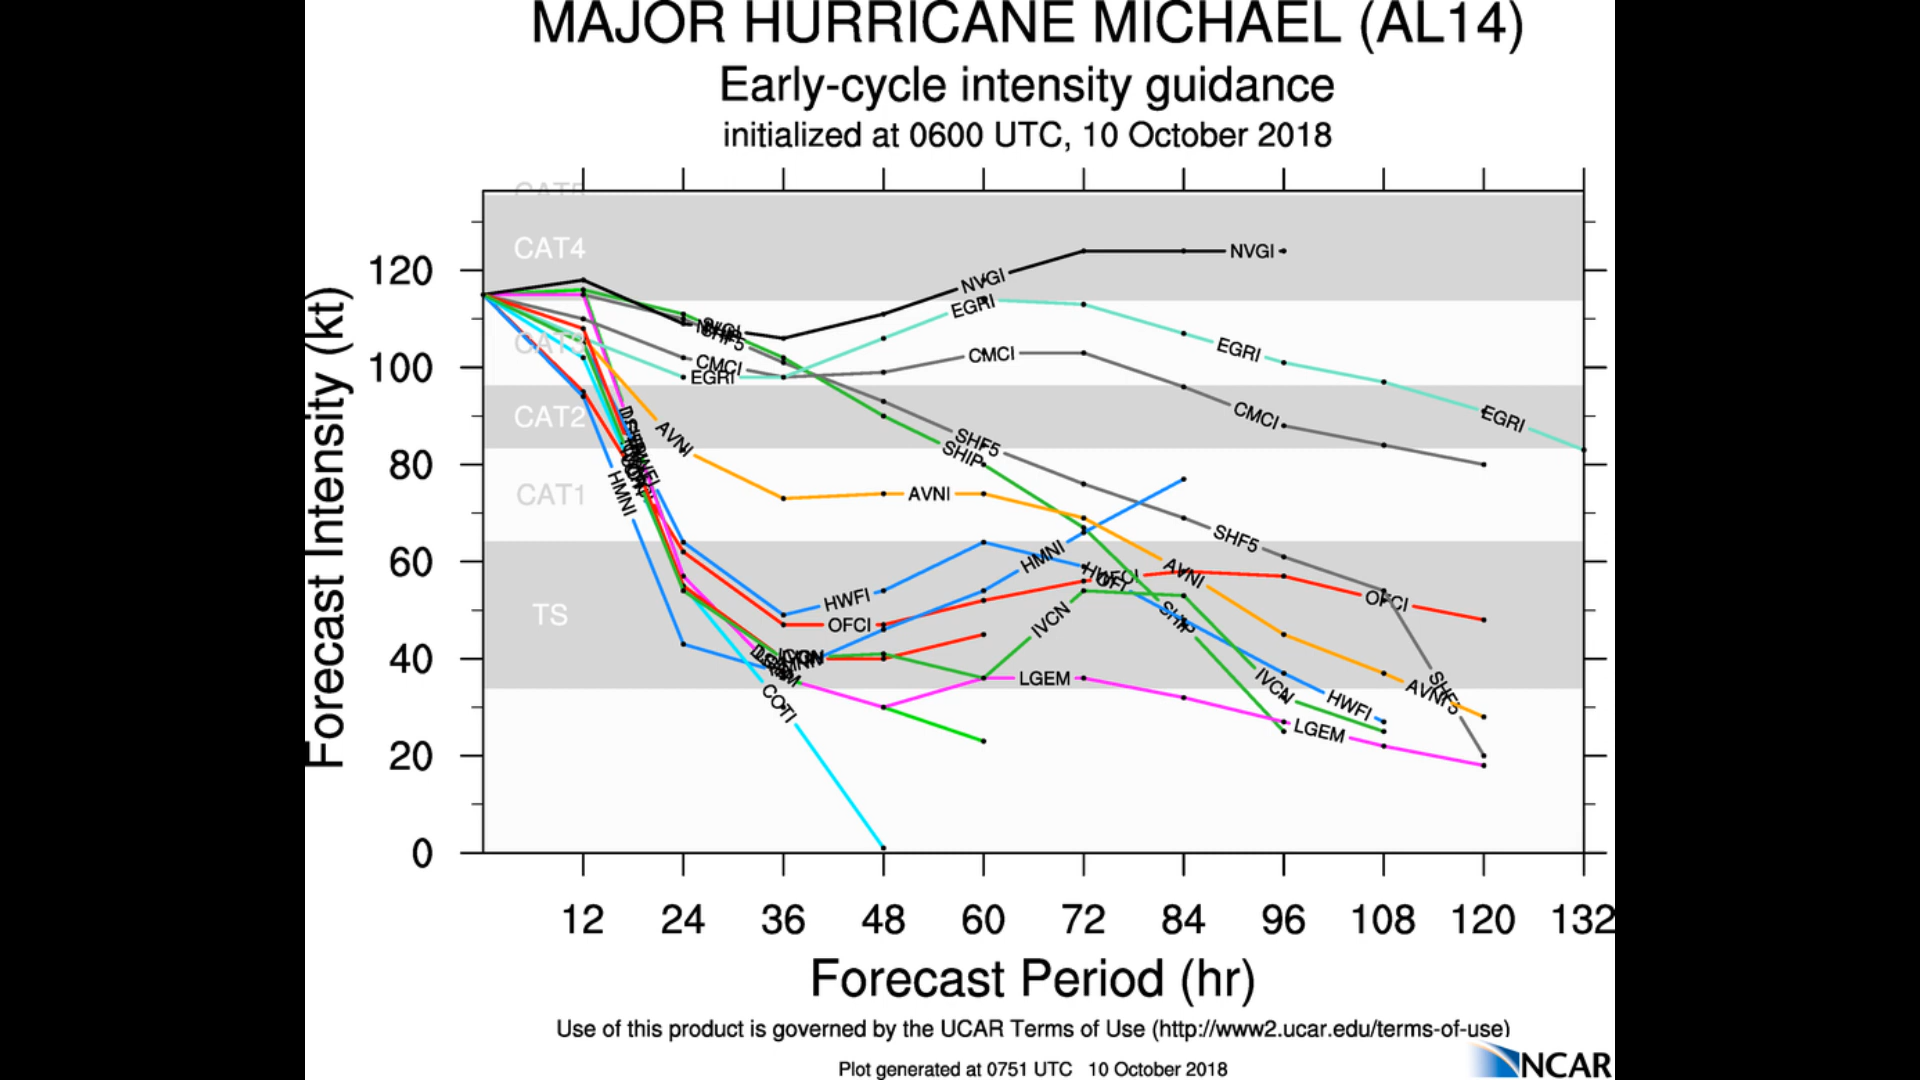 MAJOR HURRICANE MICHAEL (AL14)
Early-cycle intensity guidance
initialized at 0600 UTC, 10 October 2018
CAT5
CAT4
CAT3
CAT2
CAT1
TS
Forecast Intensity (kt)
120
100
80
60
40
20
0
NVGI
NVGI
EGRI
SHF5
CMCI
EGRI
CMCI
EGRI
CMCI
EGRI
AVNI
SHF5
SHIP
AVNI
HMNI
SHF5
HMNI
HWFI
OFCI
AVNI
OFCI
IVCN
SHIP
LGEM
COTI
IVCN
HWFI
LGEM
AVNI
SHF5
12 24 36 48 60 72 84 96 108 120 132
Forecast Period (hr)
Use of this product is governed by the UCAR Terms of Use (http://www2.ucar.edu/terms-of-use)
Plot generated at 0751 UTC 10 October 2018
NCAR